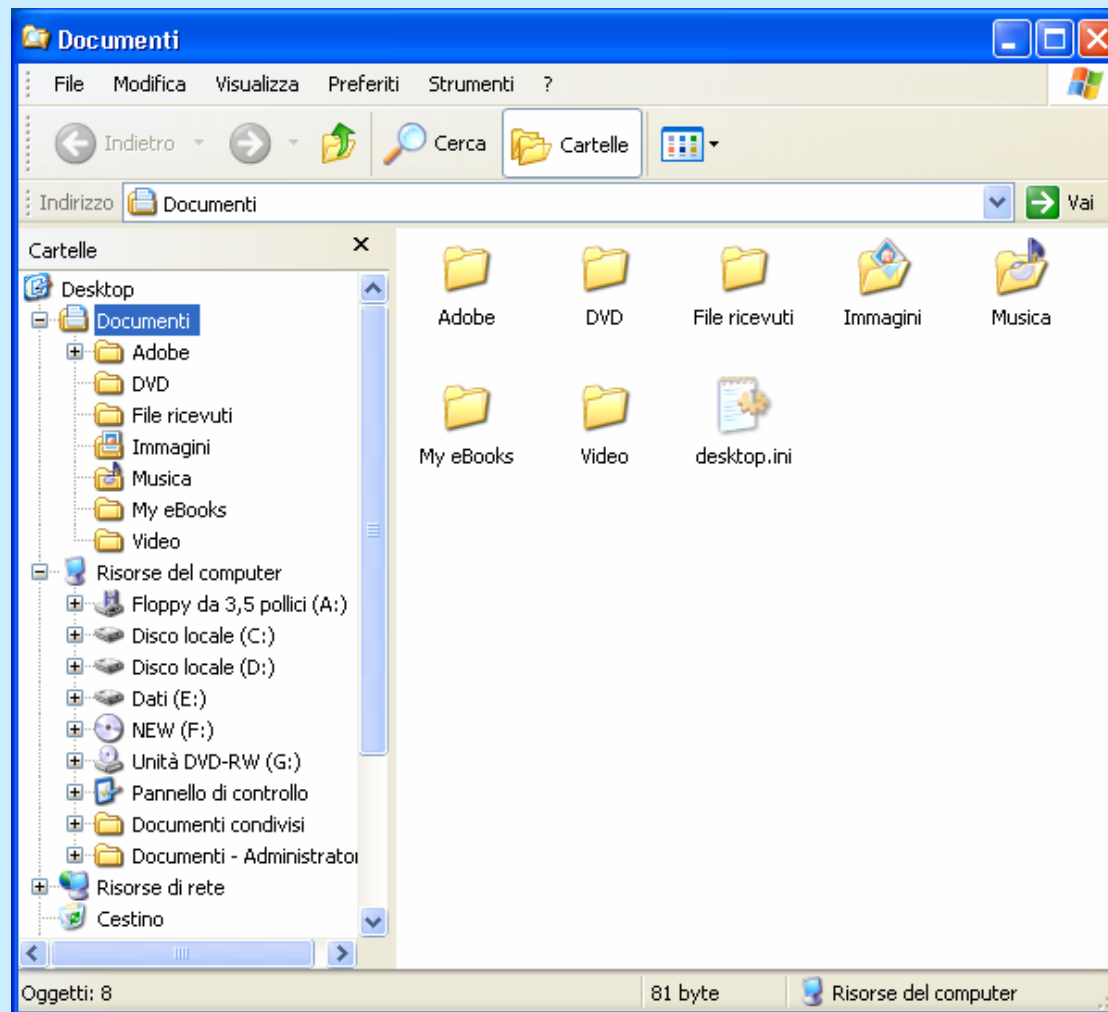 Documenti
File Modifica Visualizza Preferiti Strumenti ?
Indietro Cerca Cartelle
Indirizzo Documenti Vai
Cartelle
Desktop
Documenti
Adobe
DVD
File ricevuti
Immagini
Musica
My eBooks
Video
Risorse del computer
Floppy da 3,5 pollici (A:)
Disco locale (C:)
Disco locale (D:)
Dati (E:)
NEW (F:)
Unità DVD-RW (G:)
Pannello di controllo
Documenti condivisi
Documenti - Administrator
Risorse di rete
Cestino
Adobe DVD File ricevuti Immagini Musica
My eBooks Video desktop.ini
Oggetti: 8 81 byte Risorse del computer